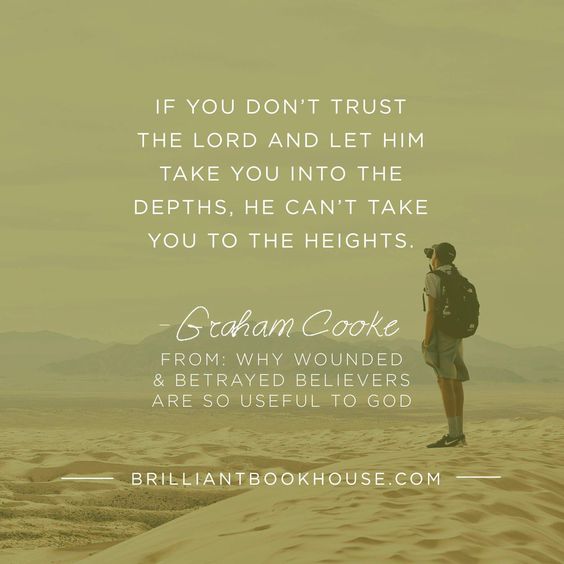 IF YOU DON'T TRUST
THE LORD AND LET HIM
TAKE YOU INTO THE
DEPTHS, HE CAN'T TAKE
YOU TO THE HEIGHTS.
– Graham Cooke
FROM: WHY WOUNDED
& BETRAYED BELIEVERS
ARE SO USEFUL TO GOD
BRILLIANTBOOKHOUSE.COM